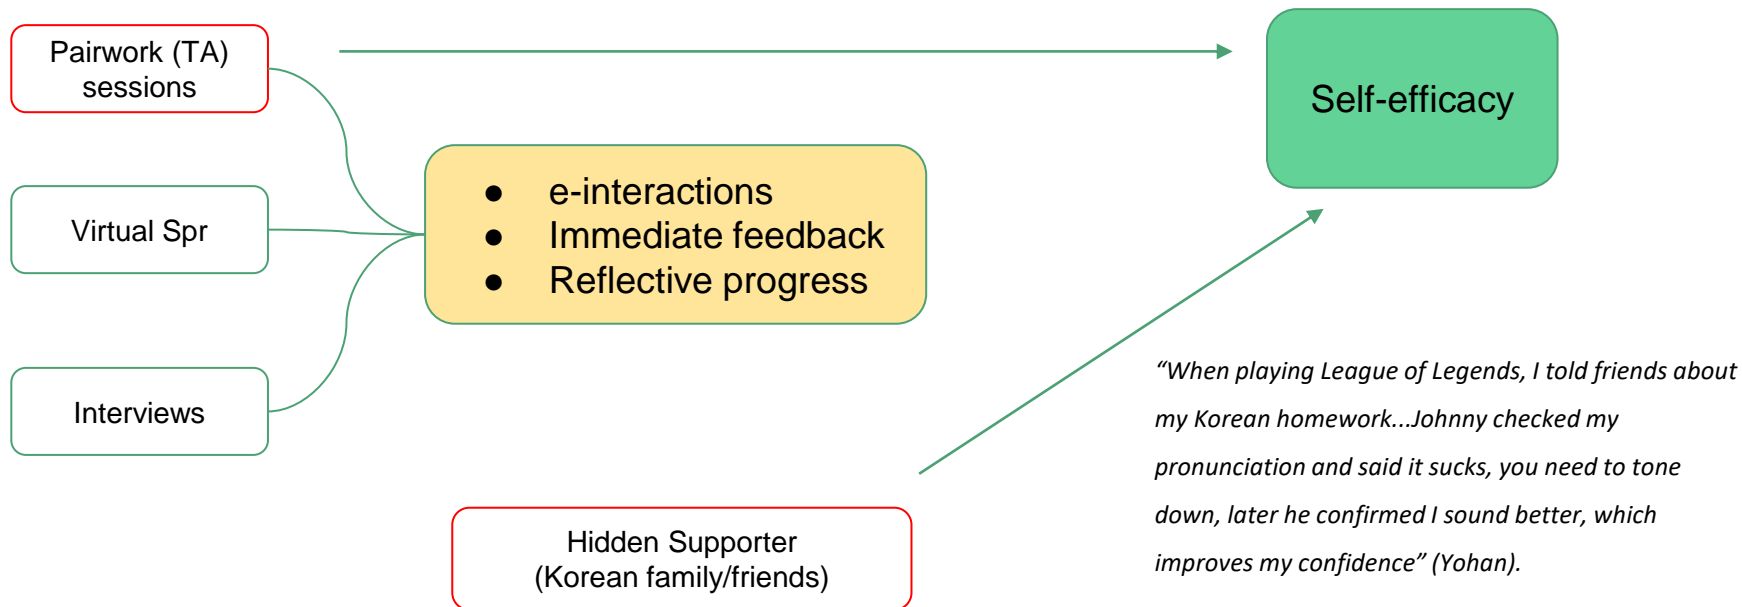 Pairwork (TA)
sessions
Self-efficacy
● e-interactions
● Immediate feedback
● Reflective progress
Virtual Spr
Interviews
“When playing League of Legends, I told friends about
my Korean homework...Johnny checked my
pronunciation and said it sucks, you need to tone
down, later he confirmed I sound better, which
improves my confidence” (Yohan).
Hidden Supporter
(Korean family/friends)